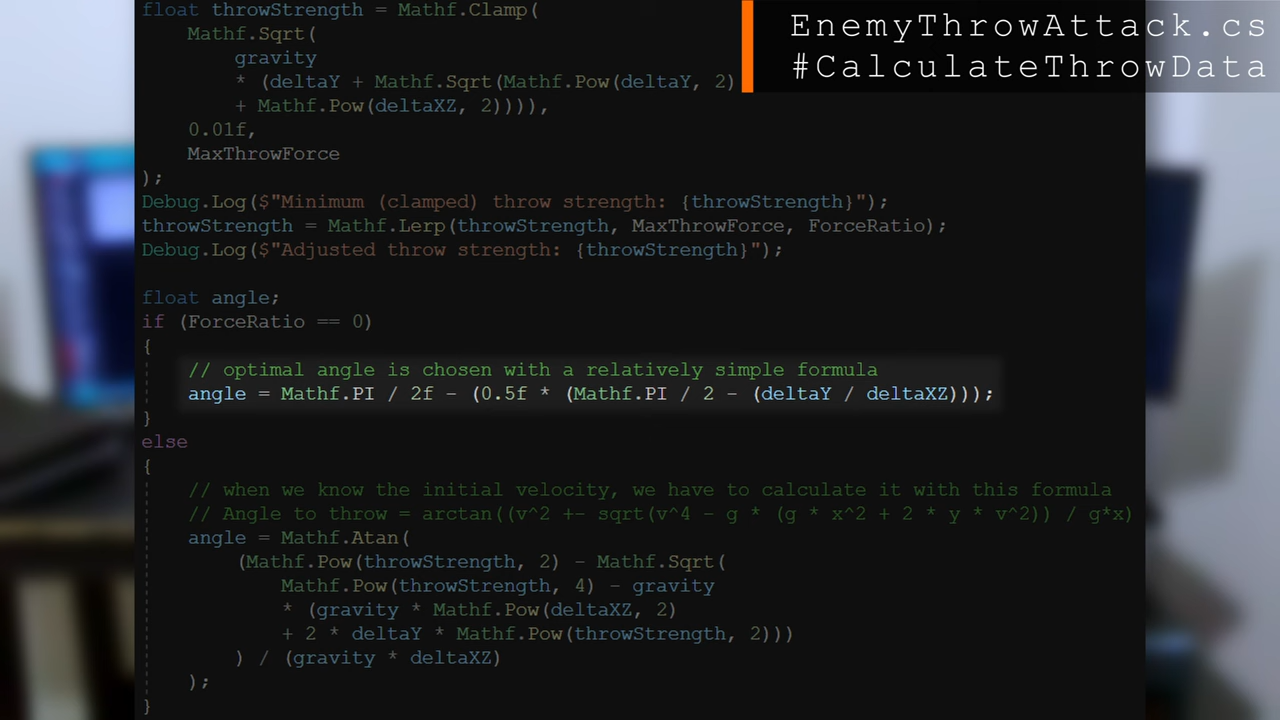 float throwStrength = Mathf.Clamp(
EnemyThrowAttack.cs
#CalculateThrowData
Mathf.Sqrt(
gravity
* (deltaY + Mathf.Sqrt(Mathf.Pow(deltaY, 2)
+ Mathf.Pow(deltaXZ, 2)))),
0.01f,
MaxThrowForce
);
Debug.Log($"Minimum (clamped) throw strength: {throwStrength}");
throwStrength = Mathf.Lerp(throwStrength, MaxThrowForce, ForceRatio);
Debug.Log($"Adjusted throw strength: {throwStrength}");
float angle;
if (ForceRatio == 0)
{
// optimal angle is chosen with a relatively simple formula
angle = Mathf.PI / 2f - (0.5f * (Mathf.PI / 2 - (deltaY / deltaXZ)));
}
else
{
// when we know the initial velocity, we have to calculate it with this formula
// Angle to throw = arctan((v^2 +- sqrt(v^4 - g * (g * x^2 + 2 * y * v^2)) / g*x)
angle = Mathf.Atan(
(Mathf.Pow(throwStrength, 2) - Mathf.Sqrt(
Mathf.Pow(throwStrength, 4) - gravity
* (gravity * Mathf.Pow(deltaXZ, 2)
+ 2 * deltaY * Mathf.Pow(throwStrength, 2)))
) / (gravity * deltaXZ)
);
}